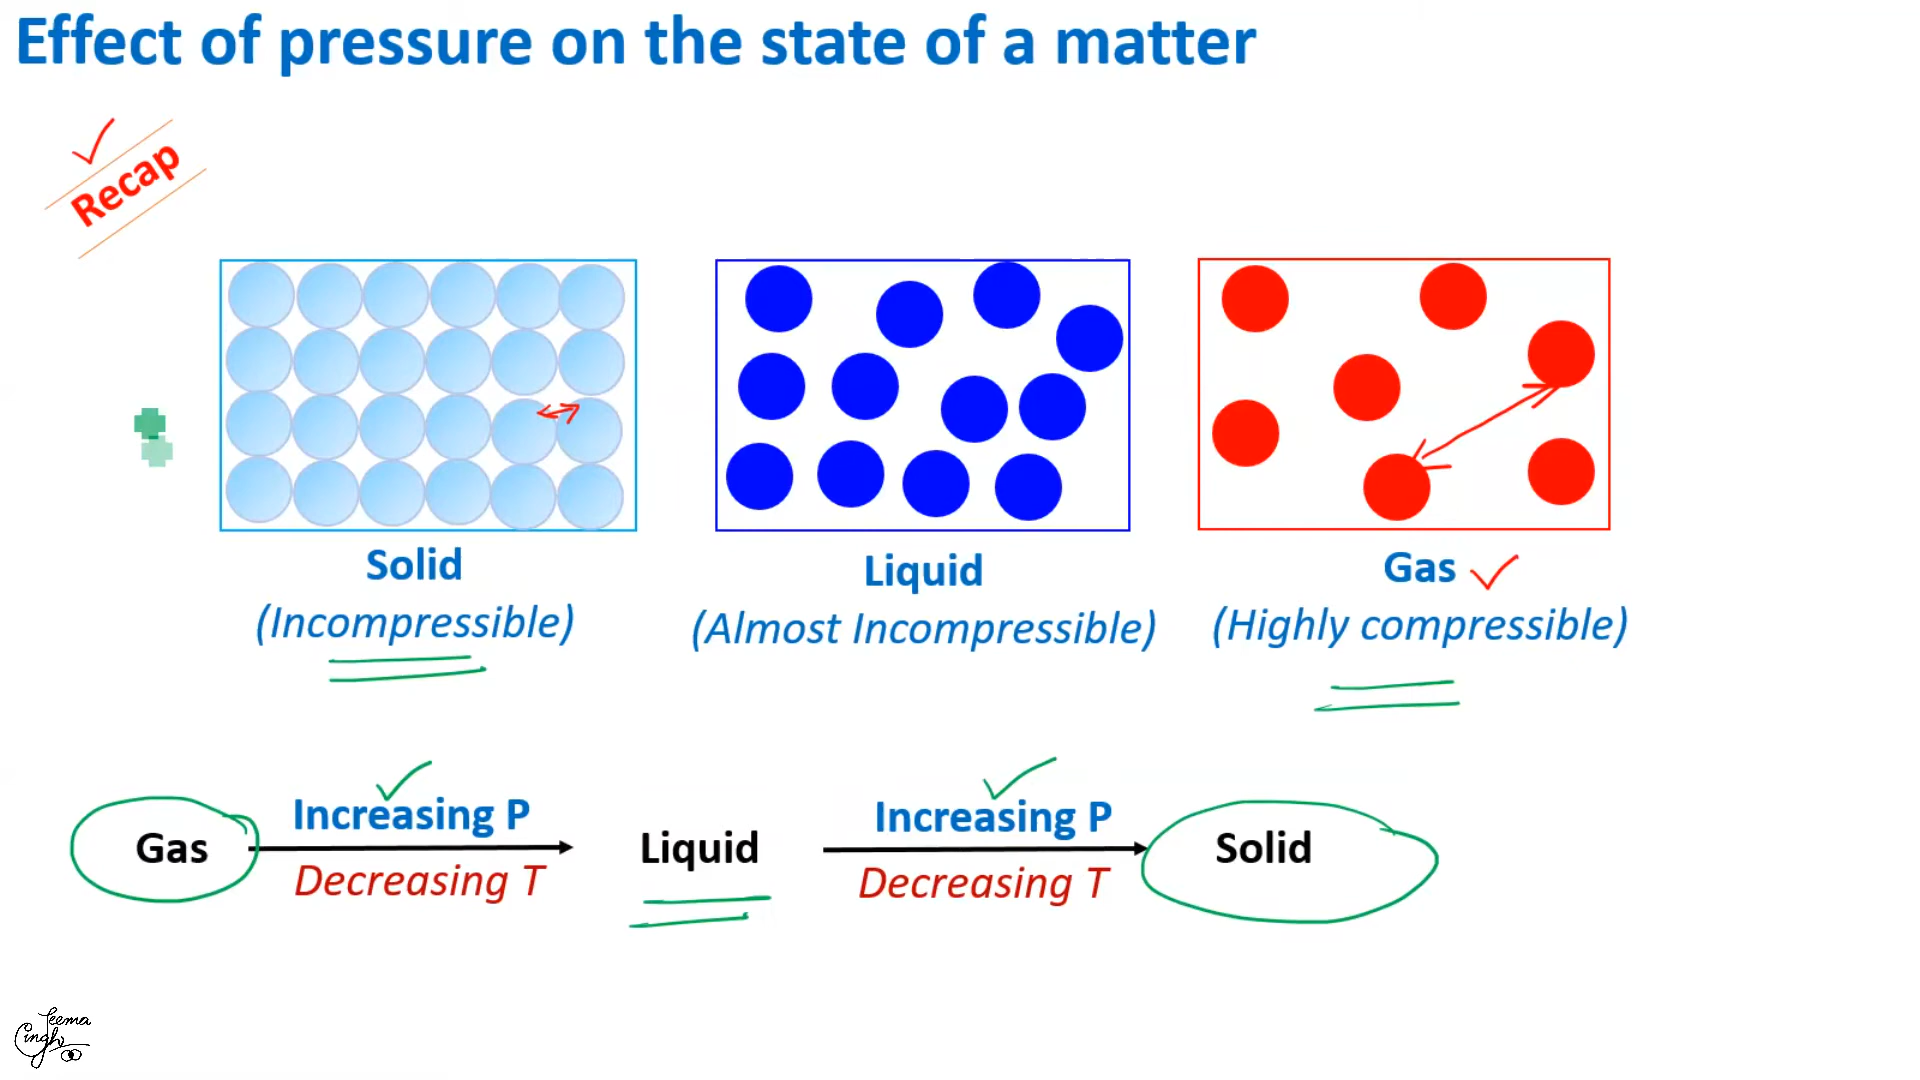 Effect of pressure on the state of a matter
Recap
Solid
(Incompressible)
Liquid
(Almost Incompressible)
Gas
(Highly compressible)
Gas
Increasing P
Decreasing T
Liquid
Increasing P
Decreasing T
Solid